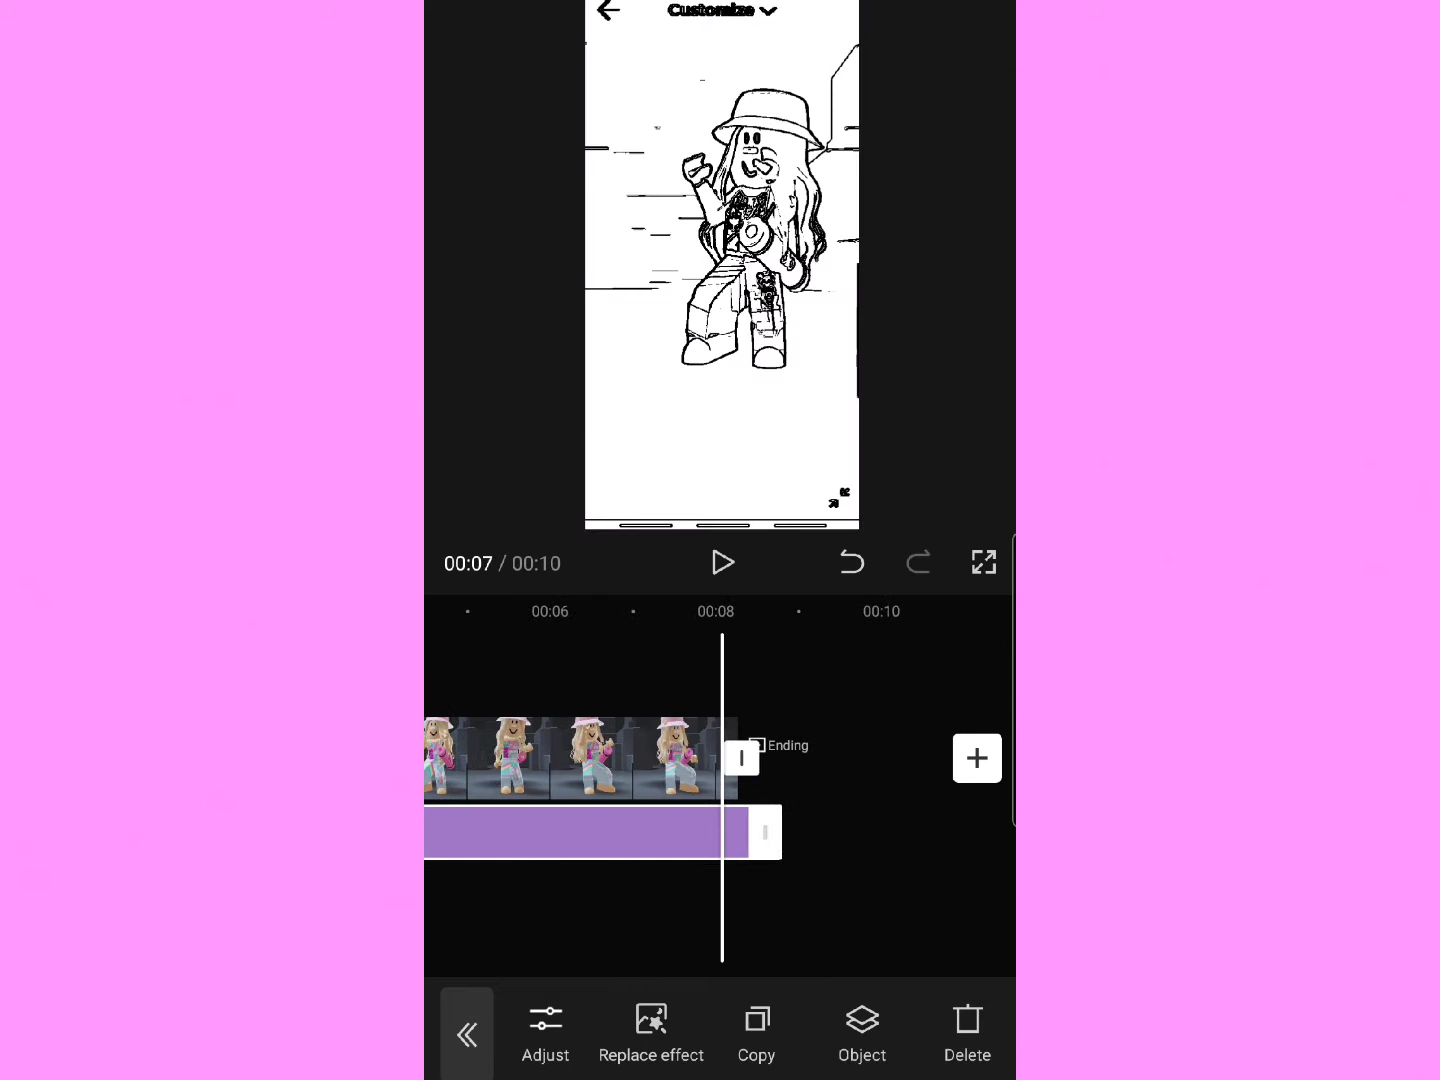 Customize
00:07 / 00:10
00:06 00:08 00:10
Ending
Adjust Replace effect Copy Object Delete